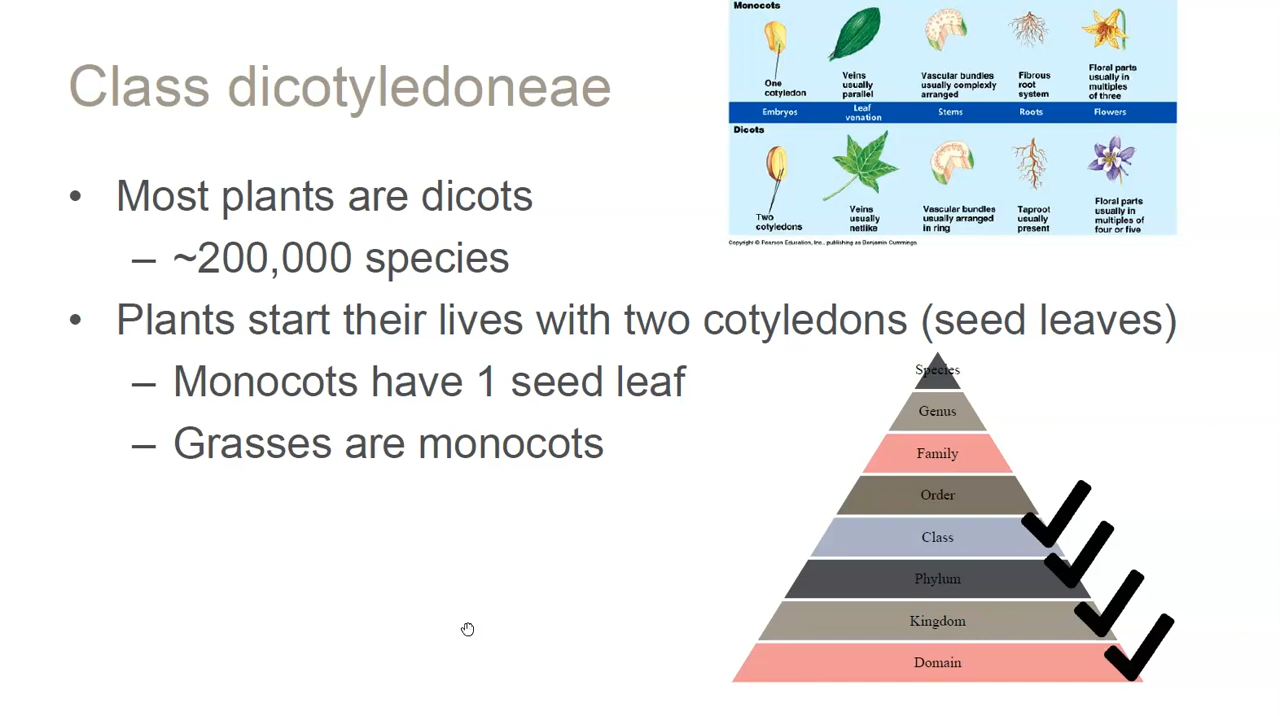 Class dicotyledoneae
• Most plants are dicots
– ~200,000 species
• Plants start their lives with two cotyledons (seed leaves)
– Monocots have 1 seed leaf
– Grasses are monocots
Monocots
One
cotyledon
Veins
usually
parallel
Vascular bundles
usually complexly
arranged
Fibrous
root
system
Floral parts
usually in
multiples
of three
Embryos
Leaf
venation
Stems
Roots
Flowers
Dicots
Two
cotyledons
Veins
usually
netlike
Vascular bundles
usually arranged
in ring
Taproot
usually
present
Floral parts
usually in
multiples of
four or five
Copyright © Pearson Education, Inc., publishing as Benjamin Cummings.
Species
Genus
Family
Order
Class
Phylum
Kingdom
Domain